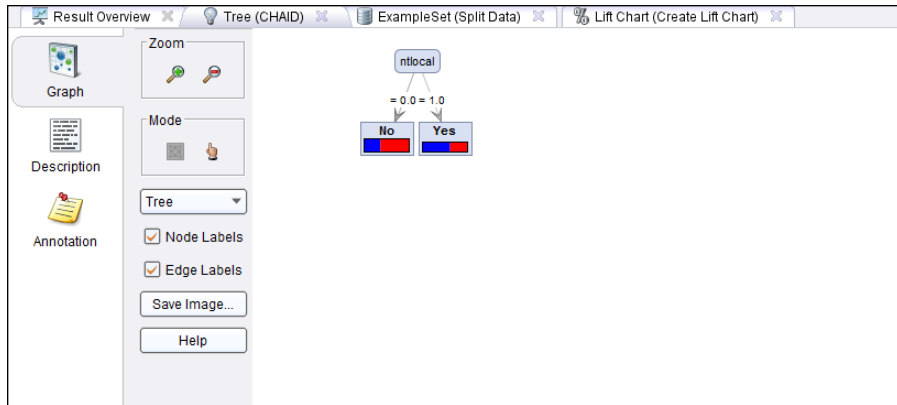 Result Overview
Tree (CHAID)
ExampleSet (Split Data)
Lift Chart (Create Lift Chart)
Graph
Description
Annotation
Zoom
Mode
Tree
Node Labels
Edge Labels
Save Image...
Help
ntlocal
= 0.0 = 1.0
No Yes